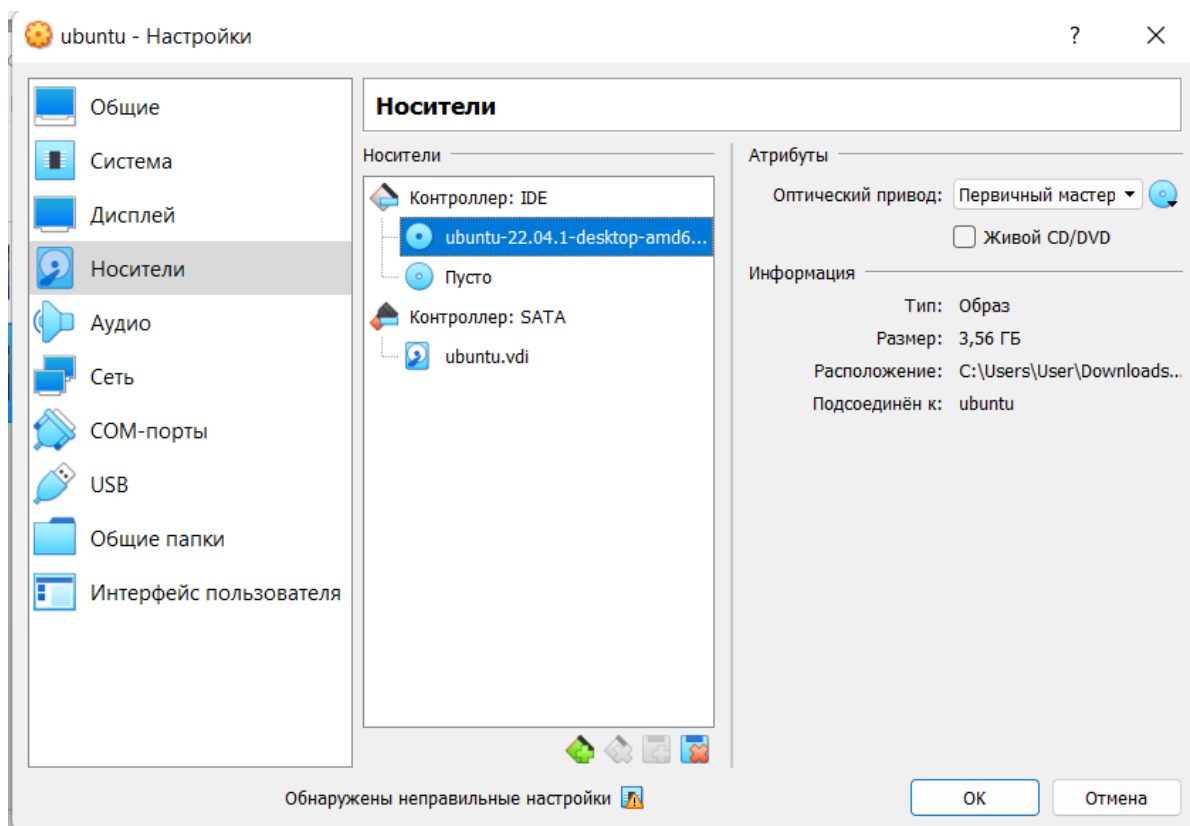 ubuntu - Настройки
?
Общие
Система
Дисплей
Носители
Аудио
Сеть
COM-порты
USB
Общие папки
Интерфейс пользователя
Носители
Носители
Контроллер: IDE
ubuntu-22.04.1-desktop-amd6...
Пусто
Контроллер: SATA
ubuntu.vdi
Атрибуты
Оптический привод: Первичный мастер
Живой CD/DVD
Информация
Тип: Образ
Размер: 3,56 ГБ
Расположение: C:\Users\User\Downloads...
Подсоединён к: ubuntu
Обнаружены неправильные настройки
OK
Отмена